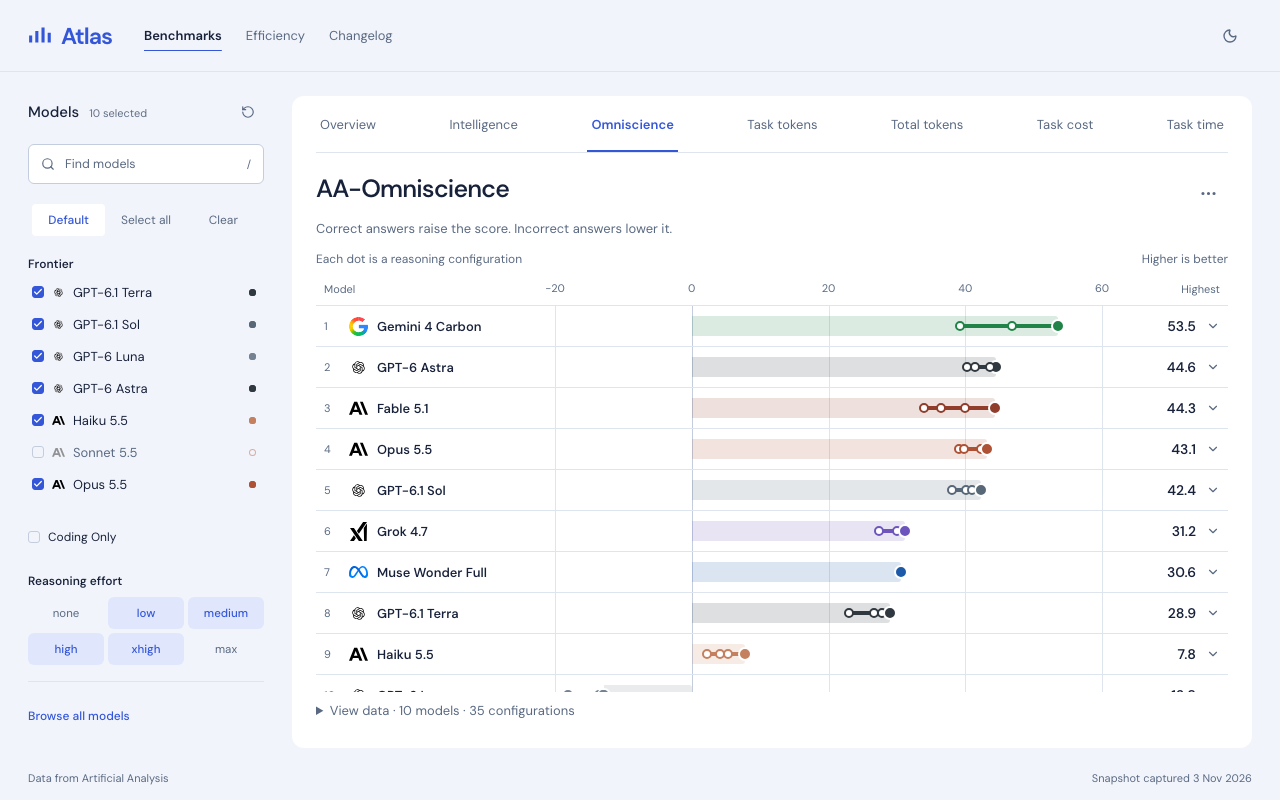 Atlas
Benchmarks
Efficiency
Changelog
Models
10 selected
Find models
/
Default
Select all
Clear
Frontier
GPT-6.1 Terra
GPT-6.1 Sol
GPT-6 Luna
GPT-6 Astra
Haiku 5.5
Sonnet 5.5
Opus 5.5
Coding Only
Reasoning effort
none
low
medium
high
xhigh
max
Browse all models
Overview
Intelligence
Omniscience
Task tokens
Total tokens
Task cost
Task time
AA-Omniscience
Correct answers raise the score. Incorrect answers lower it.
Each dot is a reasoning configuration
Higher is better
Model
-20
0
20
40
60
Highest
1 Gemini 4 Carbon 53.5
2 GPT-6 Astra 44.6
3 Fable 5.1 44.3
4 Opus 5.5 43.1
5 GPT-6.1 Sol 42.4
6 Grok 4.7 31.2
7 Muse Wonder Full 30.6
8 GPT-6.1 Terra 28.9
9 Haiku 5.5 7.8
View data · 10 models · 35 configurations
Data from Artificial Analysis
Snapshot captured 3 Nov 2026